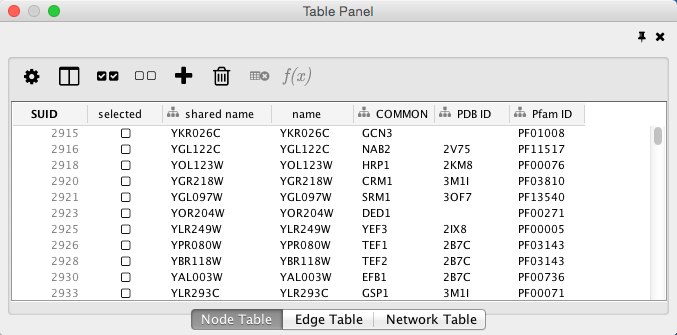 Table Panel
f(x)
SUID selected shared name name COMMON PDB ID Pfam ID
2915 YKR026C YKR026C GCN3 PF01008
2916 YGL122C YGL122C NAB2 2V75 PF11517
2918 YOL123W YOL123W HRP1 2KM8 PF00076
2920 YGR218W YGR218W CRM1 3M1I PF03810
2921 YGL097W YGL097W SRM1 3OF7 PF13540
2923 YOR204W YOR204W DED1 PF00271
2925 YLR249W YLR249W YEF3 2IX8 PF00005
2926 YPR080W YPR080W TEF1 2B7C PF03143
2928 YBR118W YBR118W TEF2 2B7C PF03143
2930 YAL003W YAL003W EFB1 2B7C PF00736
2933 YLR293C YLR293C GSP1 3M1I PF00071
Node Table Edge Table Network Table